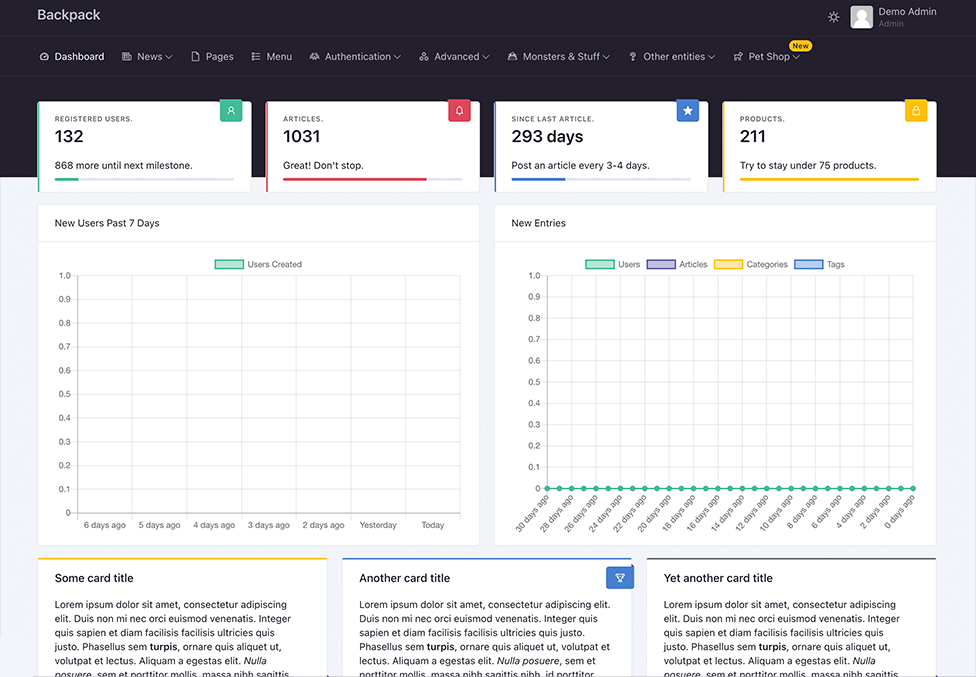 Backpack
Demo Admin
Admin
Dashboard News Pages Menu Authentication Advanced Monsters & Stuff Other entities Pet Shop New
REGISTERED USERS.
132
868 more until next milestone.
ARTICLES.
1031
Great! Don't stop.
SINCE LAST ARTICLE.
293 days
Post an article every 3-4 days.
PRODUCTS.
211
Try to stay under 75 products.
New Users Past 7 Days
Users Created
1.0
0.9
0.8
0.7
0.6
0.5
0.4
0.3
0.2
0.1
0
6 days ago 5 days ago 4 days ago 3 days ago 2 days ago Yesterday Today
New Entries
Users Articles Categories Tags
1.0
0.9
0.8
0.7
0.6
0.5
0.4
0.3
0.2
0.1
0
30 days ago 28 days ago 26 days ago 24 days ago 22 days ago 20 days ago 18 days ago 16 days ago 14 days ago 12 days ago 10 days ago 8 days ago 6 days ago 4 days ago 2 days ago 0 days ago
Some card title
Lorem ipsum dolor sit amet, consectetur adipiscing
elit. Duis non mi nec orci euismod venenatis. Integer
quis sapien et diam facilisis facilisis ultricies quis
justo. Phasellus sem turpis, ornare quis aliquet ut,
volutpat et lectus. Aliquam a egestas elit. Nulla
posuere, sem et porttitor mollis, massa nibh sagittis
Another card title
Lorem ipsum dolor sit amet, consectetur adipiscing elit.
Duis non mi nec orci euismod venenatis. Integer quis
sapien et diam facilisis facilisis ultricies quis justo.
Phasellus sem turpis, ornare quis aliquet ut, volutpat
et lectus. Aliquam a egestas elit. Nulla posuere, sem et
porttitor mollis, massa nibh sagittis nibh, id porttitor
Yet another card title
Lorem ipsum dolor sit amet, consectetur adipiscing
elit. Duis non mi nec orci euismod venenatis. Integer
quis sapien et diam facilisis facilisis ultricies quis
justo. Phasellus sem turpis, ornare quis aliquet ut,
volutpat et lectus. Aliquam a egestas elit. Nulla
posuere, sem et porttitor mollis, massa nibh sagittis